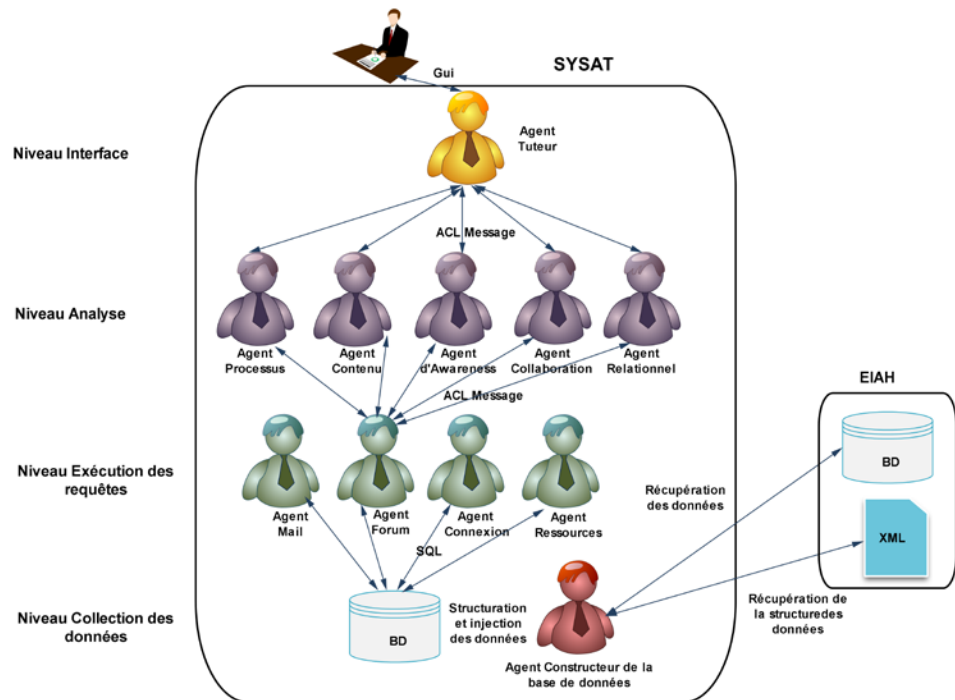 SYSAT
Gui
Agent
Tuteur
Niveau Interface
ACL Message
Niveau Analyse
Agent
Processus
Agent
Contenu
Agent
d'Awareness
Agent
Collaboration
Agent
Relationnel
EIAH
ACL Message
BD
Niveau Exécution des
requêtes
Récupération
des données
Agent
Mail
Agent
Forum
Agent
Connexion
Agent
Ressources
XML
SQL
Niveau Collection des
données
BD
Structuration
et injection
des données
Récupération de
la structuredes
données
Agent Constructeur de la
base de données